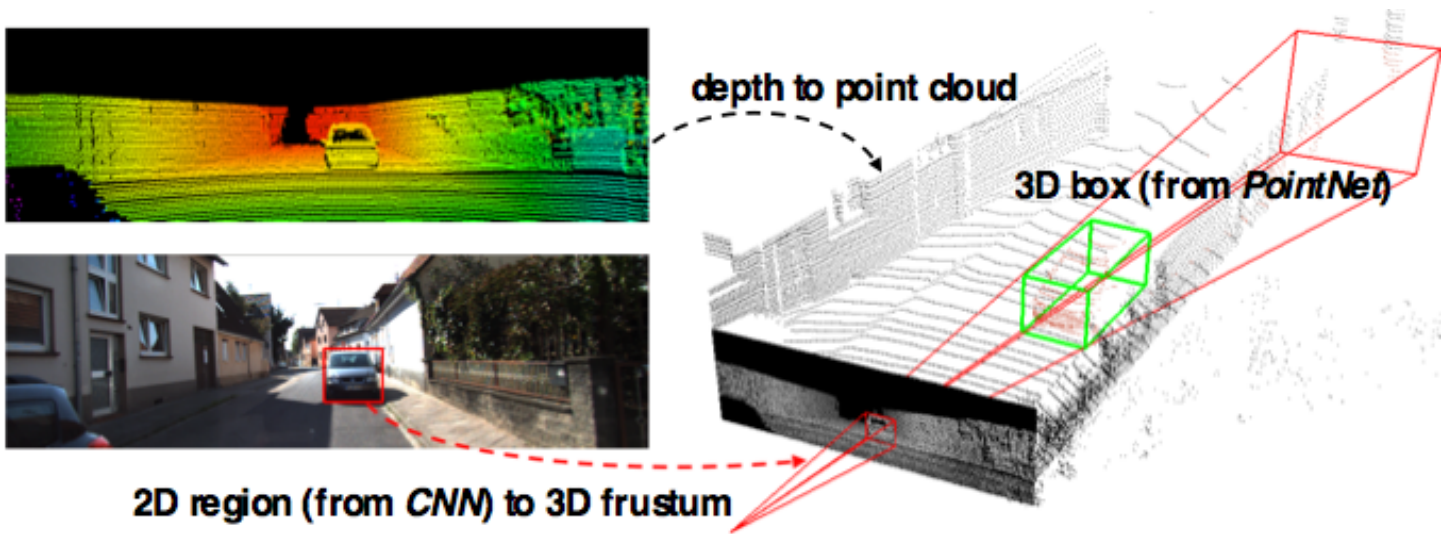 depth to point cloud
3D box (from PointNet)
2D region (from CNN) to 3D frustum